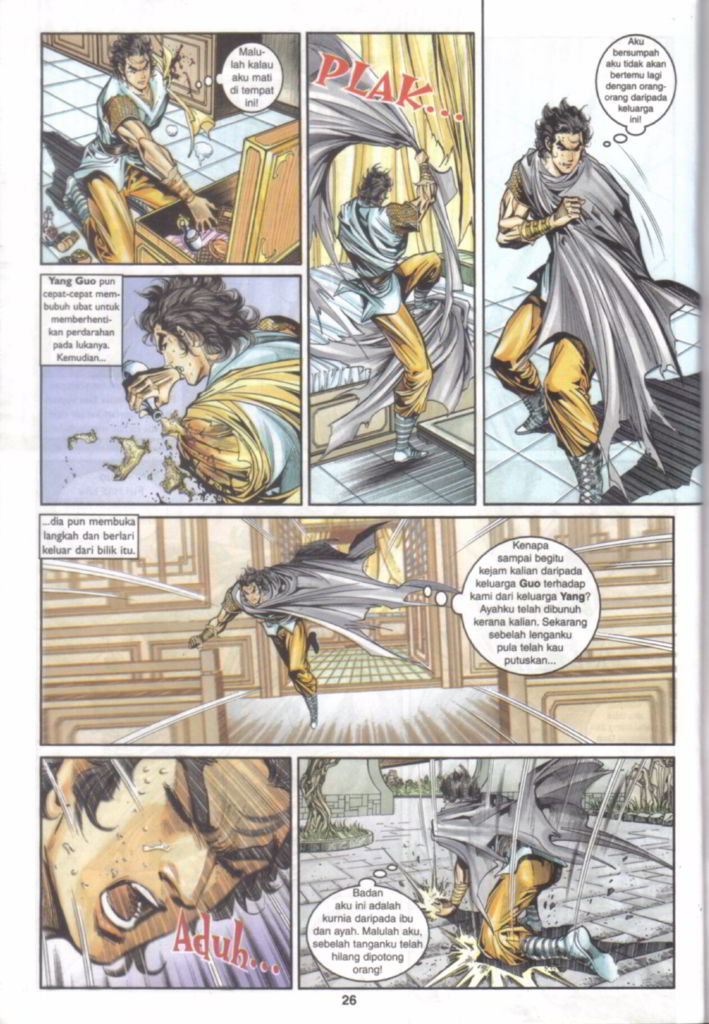 Malu-
lah kalau
aku mati
di tempat
ini!
Yang Guo pun
cepat-cepat mem-
bubuh ubat untuk
memberhenti-
kan perdarahan
pada lukanya.
Kemudian...
PLAK...
Aku
bersumpah
aku tidak akan
bertemu lagi
dengan orang-
orang daripada
keluarga
ini!
...dia pun membuka
langkah dan berlari
keluar dari bilik itu.
Kenapa
sampai begitu
kejam kalian daripada
keluarga Guo terhadap
kami dari keluarga Yang?
Ayahku telah dibunuh
kerana kalian. Sekarang
sebelah lenganku
pula telah kau
putuskan...
Aduh...
Badan
aku ini adalah
kurnia daripada ibu
dan ayah. Malulah aku,
sebelah tanganku telah
hilang dipotong
orang!
26